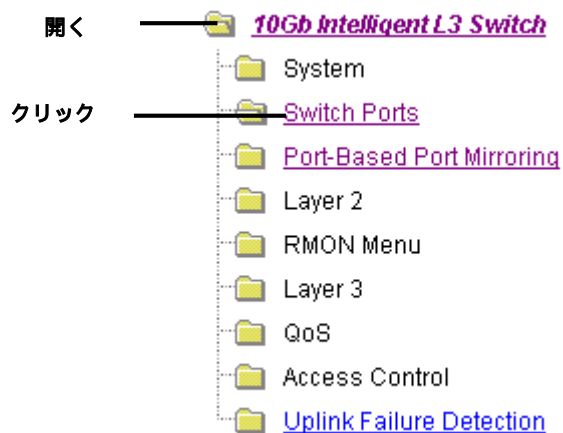 開く 10Gb Intelligent L3 Switch
System
クリック Switch Ports
Port-Based Port Mirroring
Layer 2
RMON Menu
Layer 3
QoS
Access Control
Uplink Failure Detection